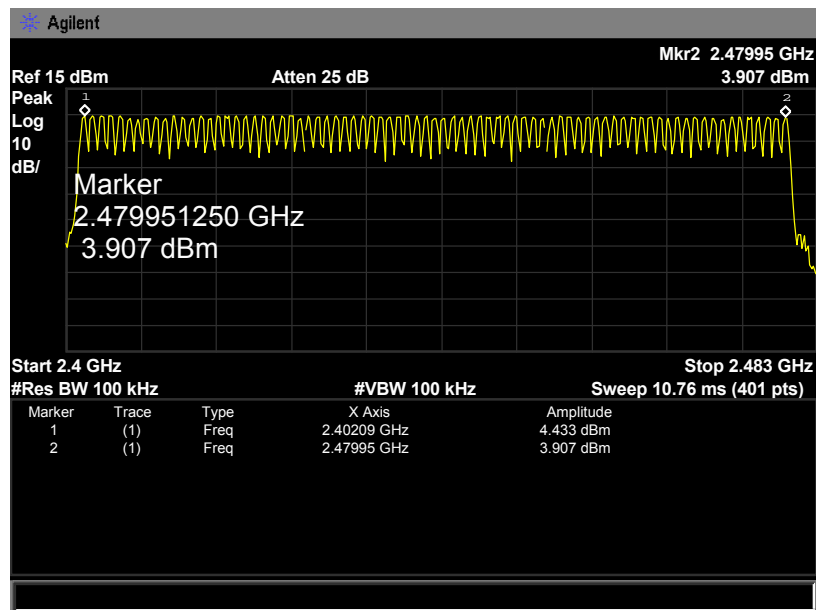 Agilent
Mkr2 2.47995 GHz
Ref 15 dBm Atten 25 dB 3.907 dBm
Peak
Log
10
dB/
1
2
Marker
2.479951250 GHz
3.907 dBm
Start 2.4 GHz Stop 2.483 GHz
#Res BW 100 kHz #VBW 100 kHz Sweep 10.76 ms (401 pts)
Marker Trace Type X Axis Amplitude
1 (1) Freq 2.40209 GHz 4.433 dBm
2 (1) Freq 2.47995 GHz 3.907 dBm